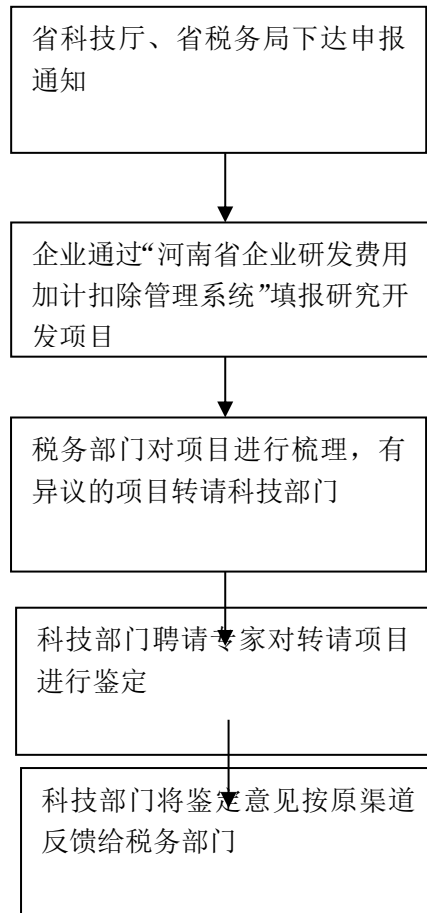 省科技厅、省税务局下达申报
通知
企业通过“河南省企业研发费用
加计扣除管理系统”填报研究开
发项目
税务部门对项目进行梳理，有
异议的项目转请科技部门
科技部门聘请专家对转请项目
进行鉴定
科技部门将鉴定意见按原渠道
反馈给税务部门